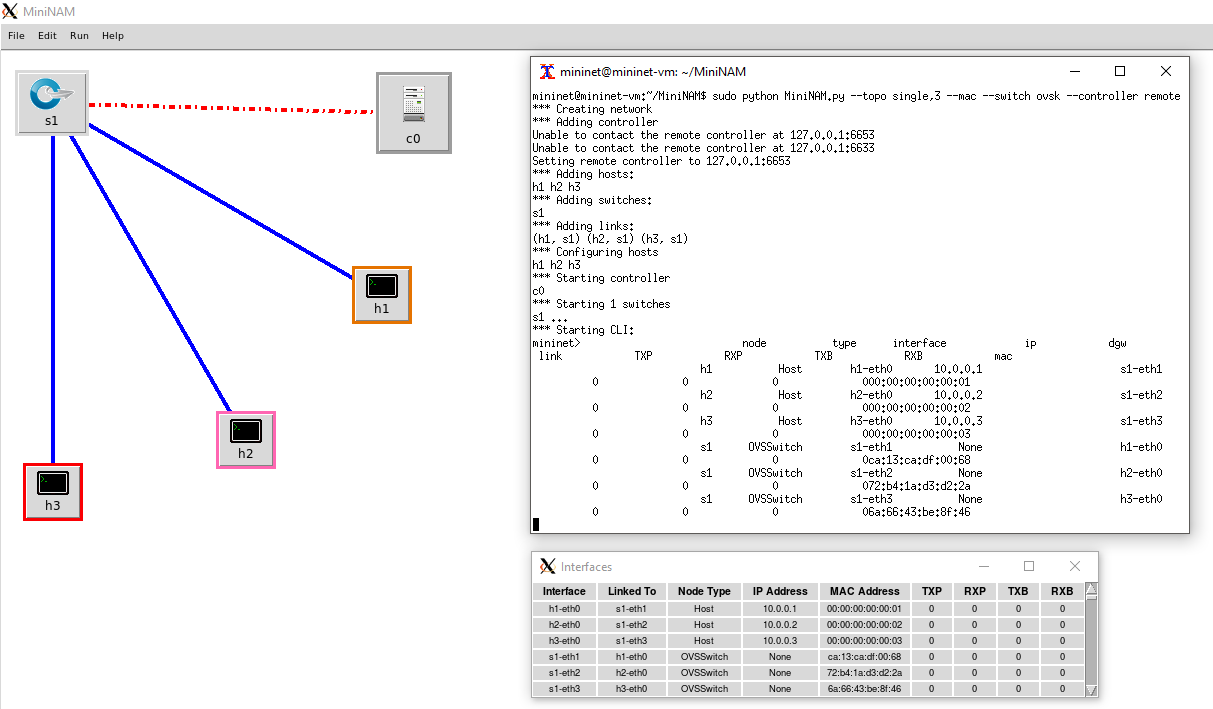 MiniNAM
File Edit Run Help
s1
c0
h1
h2
h3
mininet@mininet-vm: ~/MiniNAM
mininet@mininet-vm:~/MiniNAM$ sudo python MiniNAM.py --topo single,3 --mac --switch ovsk --controller remote
*** Creating network
*** Adding controller
Unable to contact the remote controller at 127.0.0.1:6653
Unable to contact the remote controller at 127.0.0.1:6633
Setting remote controller to 127.0.0.1:6653
*** Adding hosts:
h1 h2 h3
*** Adding switches:
s1
*** Adding links:
(h1, s1) (h2, s1) (h3, s1)
*** Configuring hosts
h1 h2 h3
*** Starting controller
c0
*** Starting 1 switches
s1 ...
*** Starting CLI:
mininet> node type interface ip dgw
link TXP RXP TXB RXB mac
h1 Host h1-eth0 10.0.0.1 s1-eth1
0 0 0 000:00:00:00:00:01
h2 Host h2-eth0 10.0.0.2 s1-eth2
0 0 0 000:00:00:00:00:02
h3 Host h3-eth0 10.0.0.3 s1-eth3
0 0 0 000:00:00:00:00:03
s1 OVSSwitch s1-eth1 None h1-eth0
0 0 0 0ca:13:ca:df:00:68
s1 OVSSwitch s1-eth2 None h2-eth0
0 0 0 072:b4:1a:d3:d2:2a
s1 OVSSwitch s1-eth3 None h3-eth0
0 0 0 06a:66:43:be:8f:46
Interfaces
Interface Linked To Node Type IP Address MAC Address TXP RXP TXB RXB
h1-eth0 s1-eth1 Host 10.0.0.1 00:00:00:00:00:01 0 0 0 0
h2-eth0 s1-eth2 Host 10.0.0.2 00:00:00:00:00:02 0 0 0 0
h3-eth0 s1-eth3 Host 10.0.0.3 00:00:00:00:00:03 0 0 0 0
s1-eth1 h1-eth0 OVSSwitch None ca:13:ca:df:00:68 0 0 0 0
s1-eth2 h2-eth0 OVSSwitch None 72:b4:1a:d3:d2:2a 0 0 0 0
s1-eth3 h3-eth0 OVSSwitch None 6a:66:43:be:8f:46 0 0 0 0